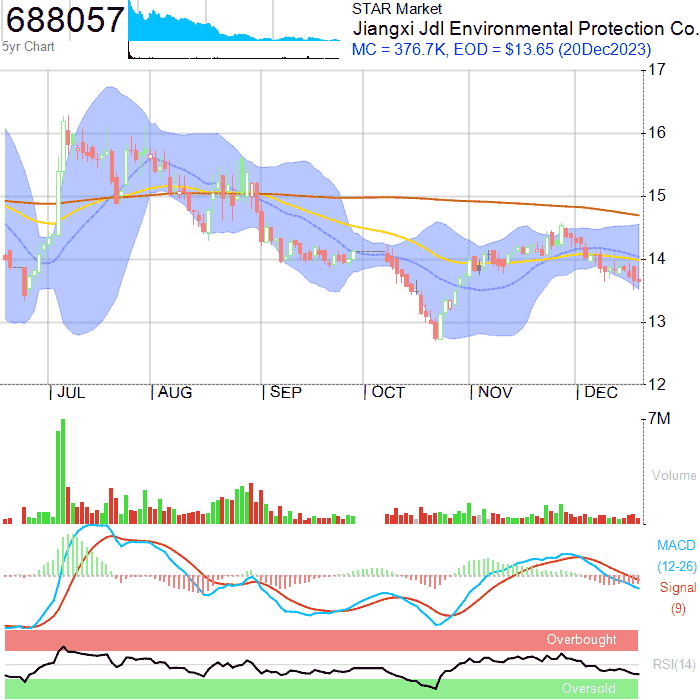 688057
5yr Chart
STAR Market
Jiangxi Jdl Environmental Protection Co.
MC = 376.7K, EOD = $13.65 (20Dec2023)
17
16
15
14
13
12
JUL AUG SEP OCT NOV DEC
7M
Volume
MACD
(12-26)
Signal
(9)
Overbought
RSI(14)
Oversold